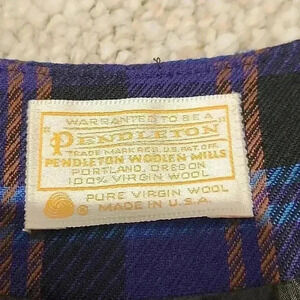 WARRANTED TO BE A
"PENDLETON"
TRADE MARK REG. U.S. PAT. OFF.
PENDLETON WOOLEN MILLS
PORTLAND, OREGON
100% VIRGIN WOOL
PURE VIRGIN WOOL
® MADE IN U.S.A.